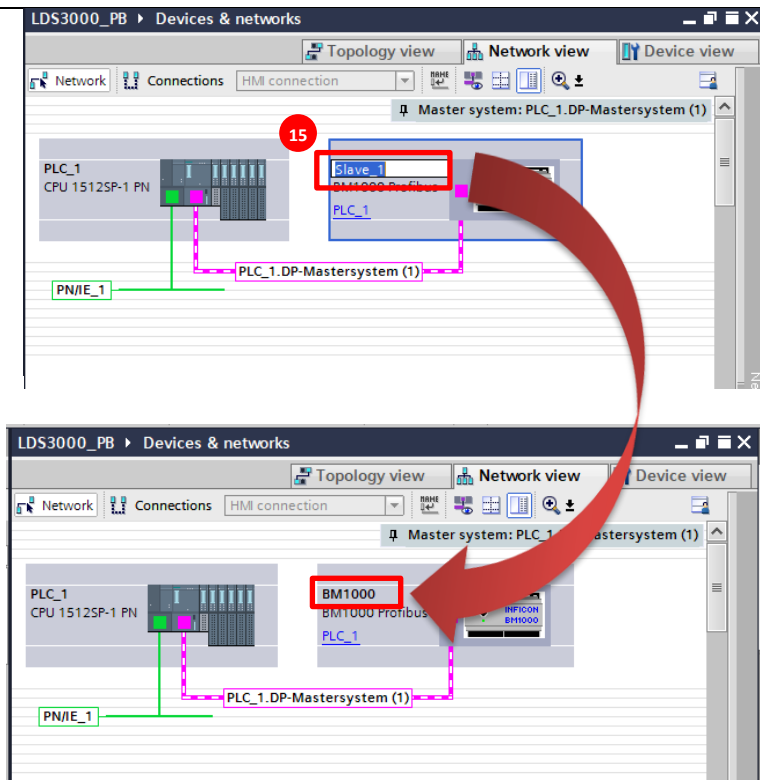 LDS3000_PB ▸ Devices & networks
Topology view Network view Device view
Network Connections HMI connection
Master system: PLC_1.DP-Mastersystem (1)
15
PLC_1
CPU 1512SP-1 PN
Slave_1
BM1000 Profibus
PLC_1
PLC_1.DP-Mastersystem (1)
PN/IE_1
LDS3000_PB ▸ Devices & networks
Topology view Network view Device view
Network Connections HMI connection
Master system: PLC_1 astersystem (1)
PLC_1
CPU 1512SP-1 PN
BM1000
BM1000 Profibus
PLC_1
INFICON
BM1000
PLC_1.DP-Mastersystem (1)
PN/IE_1